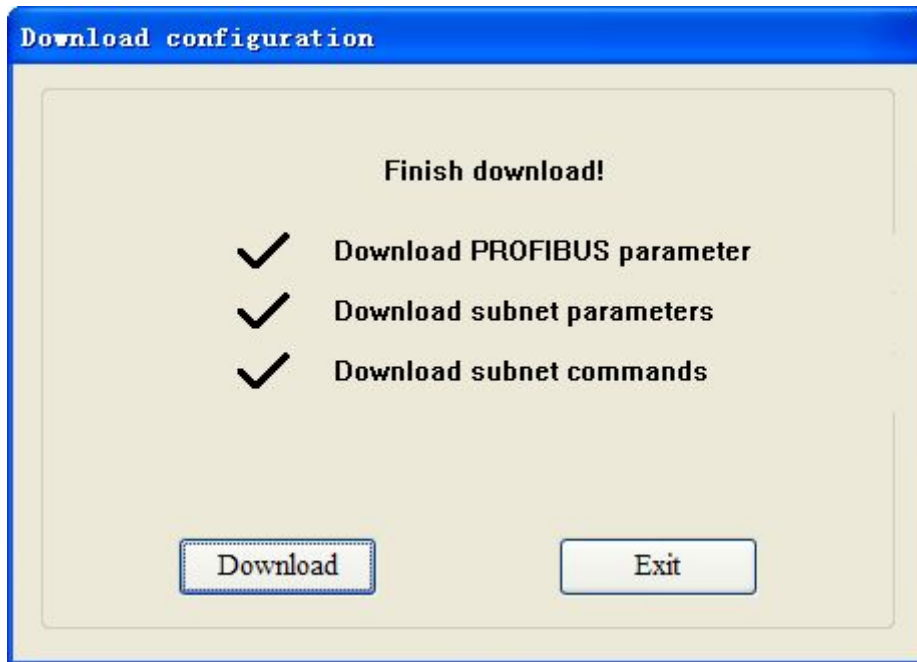 Download configuration
Finish download!
Download PROFIBUS parameter
Download subnet parameters
Download subnet commands
Download
Exit